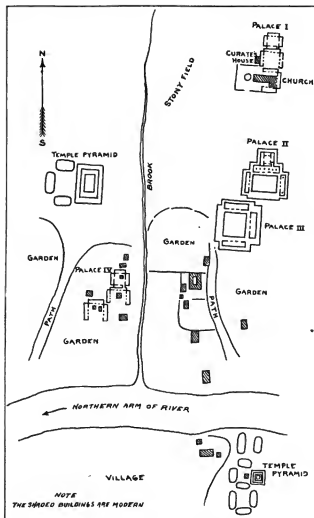 PALACE I
N
CURATE'S
HOUSE
CHURCH
STONY FIELD
S
PALACE II
TEMPLE PYRAMID
BROOK
PALACE III
GARDEN
GARDEN
PALACE IV
GARDEN
PATH
PATH
GARDEN
NORTHERN ARM OF RIVER
VILLAGE
TEMPLE
PYRAMID
NOTE
THE SHADED BUILDINGS ARE MODERN